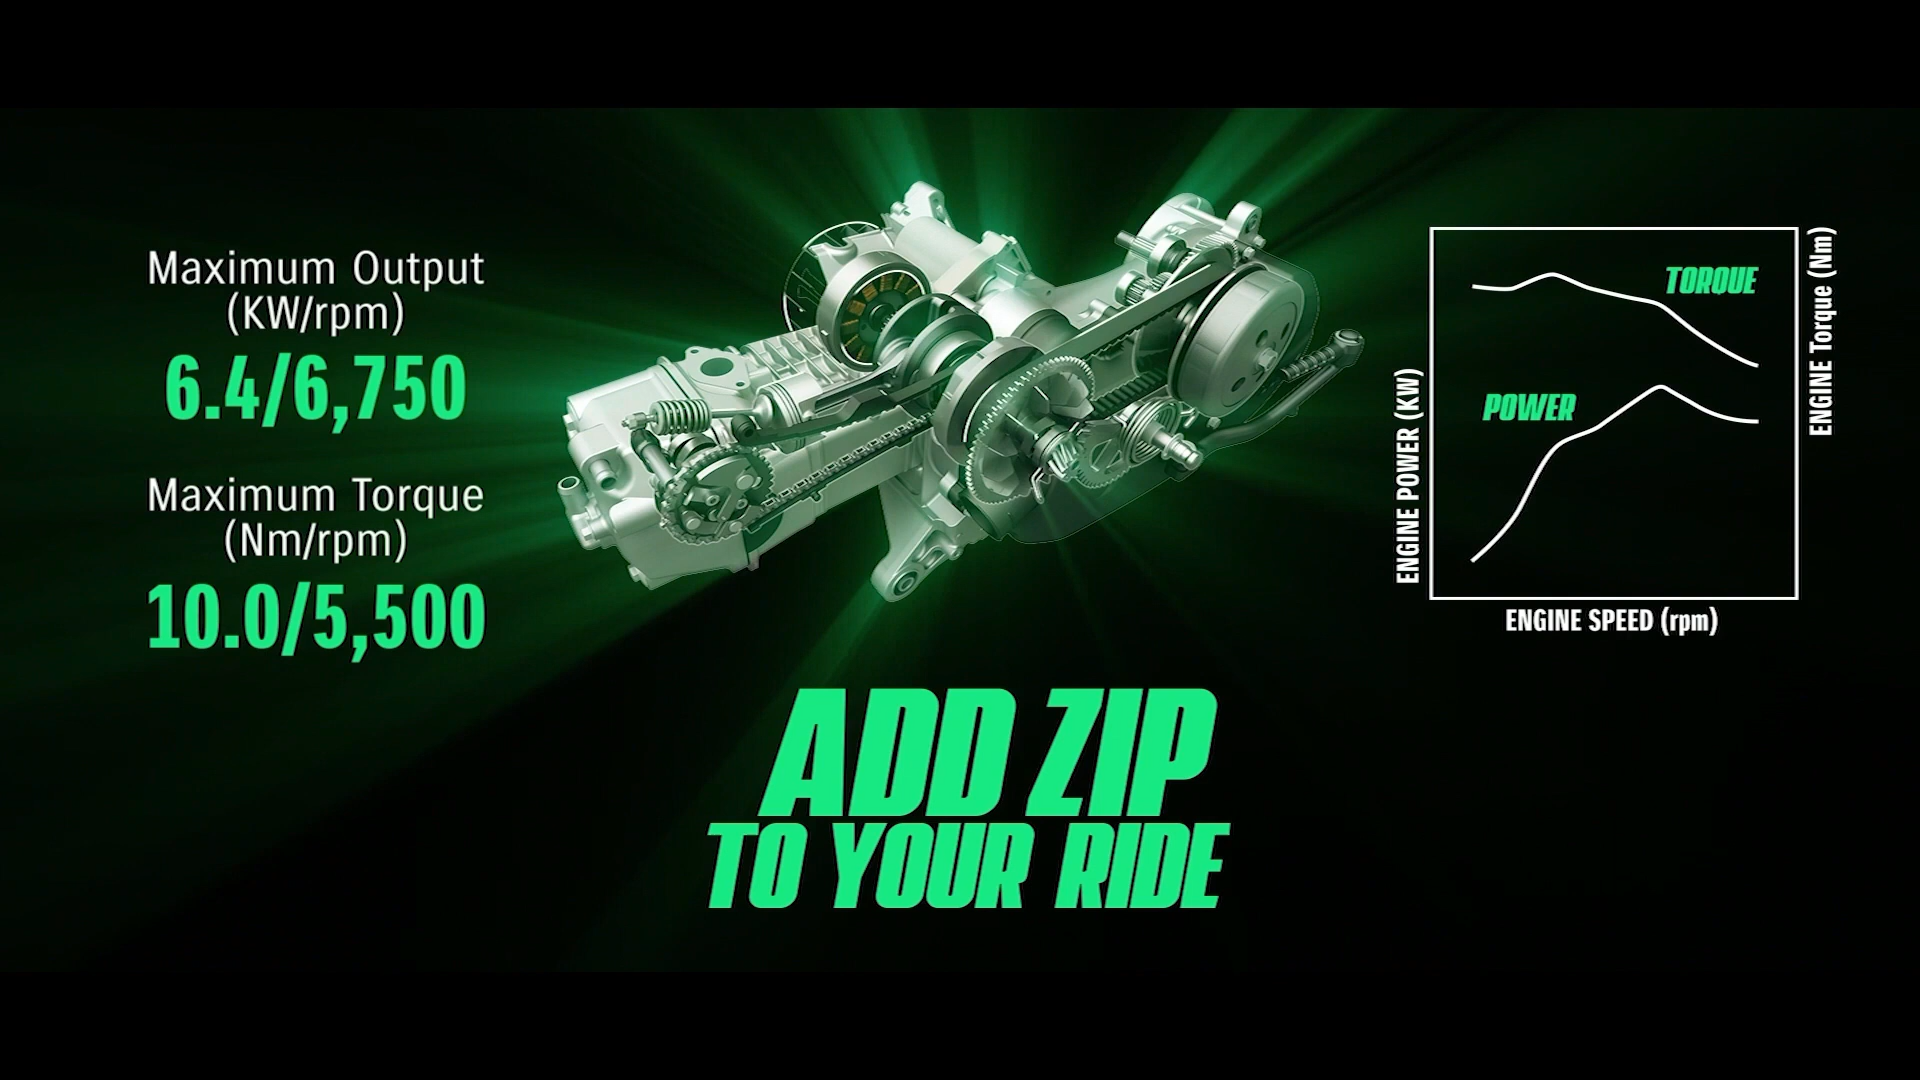 Maximum Output
(KW/rpm)
6.4/6,750
Maximum Torque
(Nm/rpm)
10.0/5,500
TORQUE
POWER
ENGINE POWER (KW)
ENGINE Torque (Nm)
ENGINE SPEED (rpm)
ADD ZIP
TO YOUR RIDE